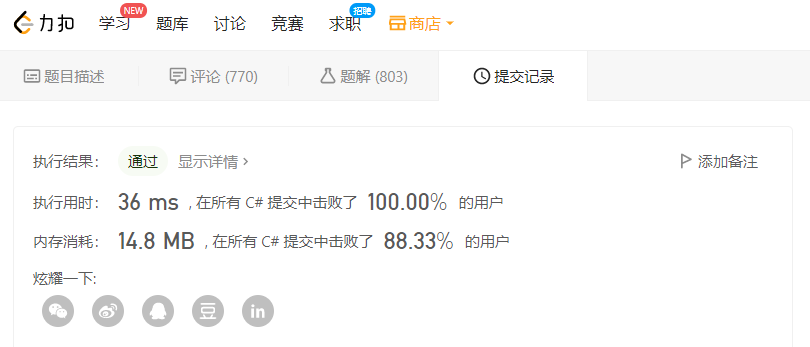 力扣 学习 NEW 题库 讨论 竞赛 求职 招聘 商店
题目描述 评论 (770) 题解 (803) 提交记录
执行结果： 通过 显示详情 › 添加备注
执行用时： 36 ms , 在所有 C# 提交中击败了 100.00% 的用户
内存消耗： 14.8 MB , 在所有 C# 提交中击败了 88.33% 的用户
炫耀一下:
豆 in